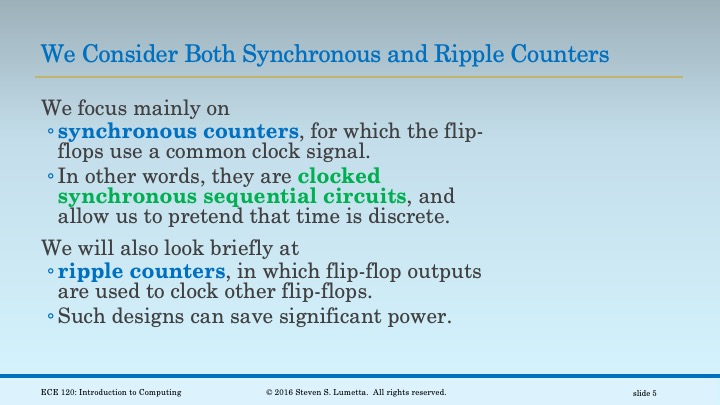 We Consider Both Synchronous and Ripple Counters
We focus mainly on
◦synchronous counters, for which the flip-
flops use a common clock signal.
◦In other words, they are clocked
synchronous sequential circuits, and
allow us to pretend that time is discrete.
We will also look briefly at
◦ripple counters, in which flip-flop outputs
are used to clock other flip-flops.
◦Such designs can save significant power.
ECE 120: Introduction to Computing
© 2016 Steven S. Lumetta. All rights reserved.
slide 5